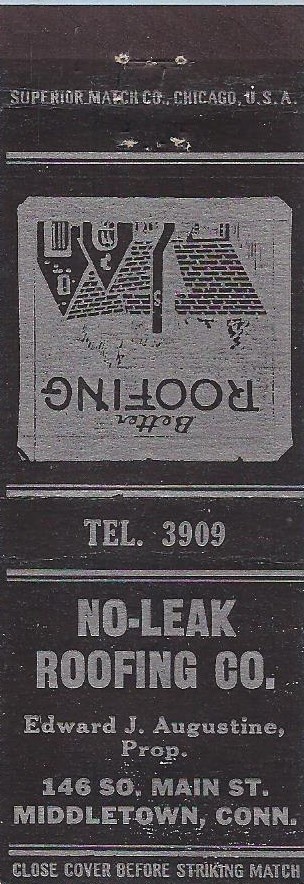 SUPERIOR MATCH CO., CHICAGO, U.S.A.
Better
ROOFING
TEL. 3909
NO-LEAK
ROOFING CO.
Edward J. Augustine,
Prop.
146 SO. MAIN ST.
MIDDLETOWN, CONN.
CLOSE COVER BEFORE STRIKING MATCH